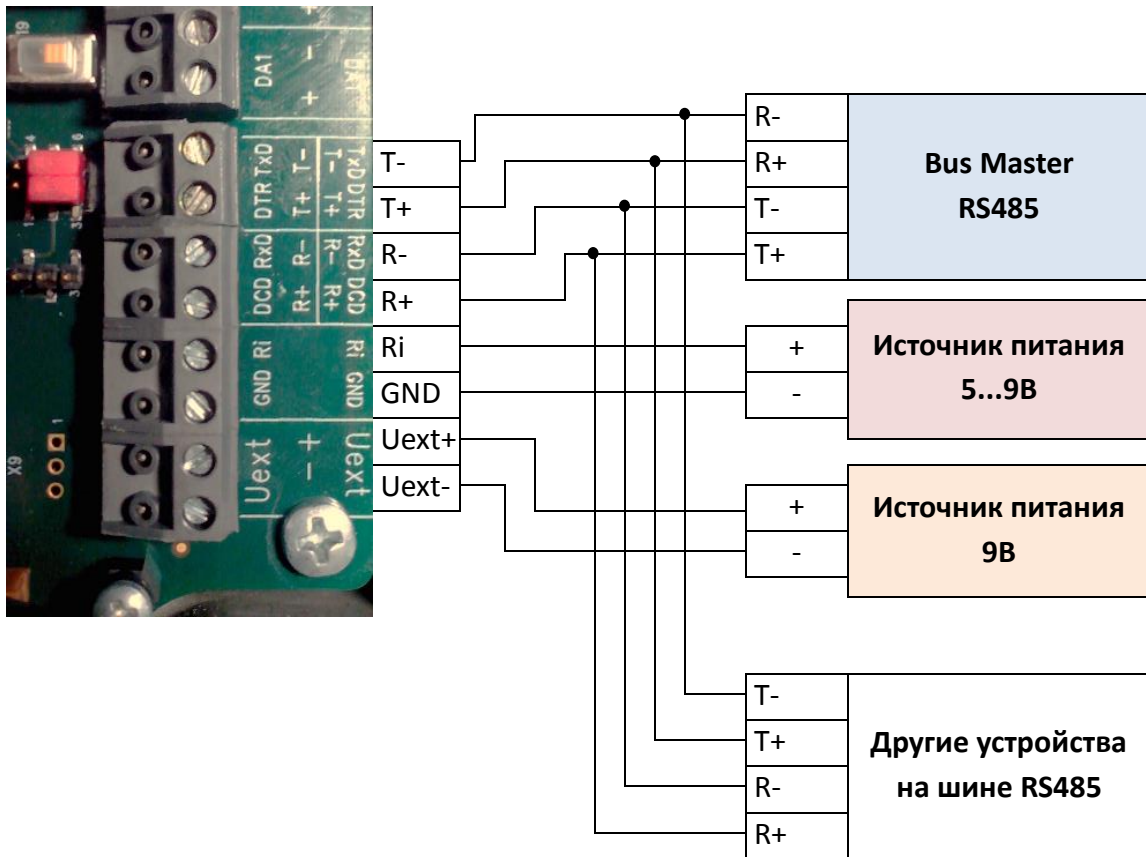 DA1
TxD
DTR
T-
T+
T- T+
TxD DTR
RxD
DCD
R-
R+
R- R+
RxD DCD
Ri
GND
Ri GND
Uext
- +
Uext
X9
1
T-
T+
R-
R+
Ri
GND
Uext+
Uext-
R-
R+
T-
T+
Bus Master
RS485
+
-
Источник питания
5...9В
+
-
Источник питания
9В
T-
T+
R-
R+
Другие устройства
на шине RS485